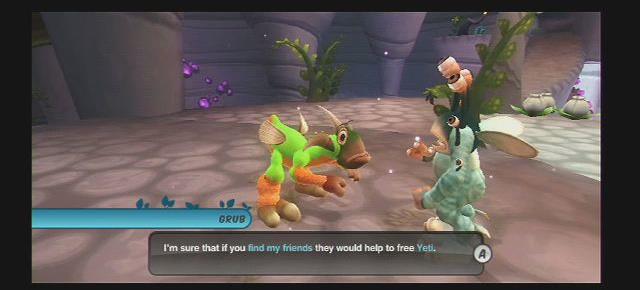 GRUB
I'm sure that if you find my friends they would help to free Yeti.
A